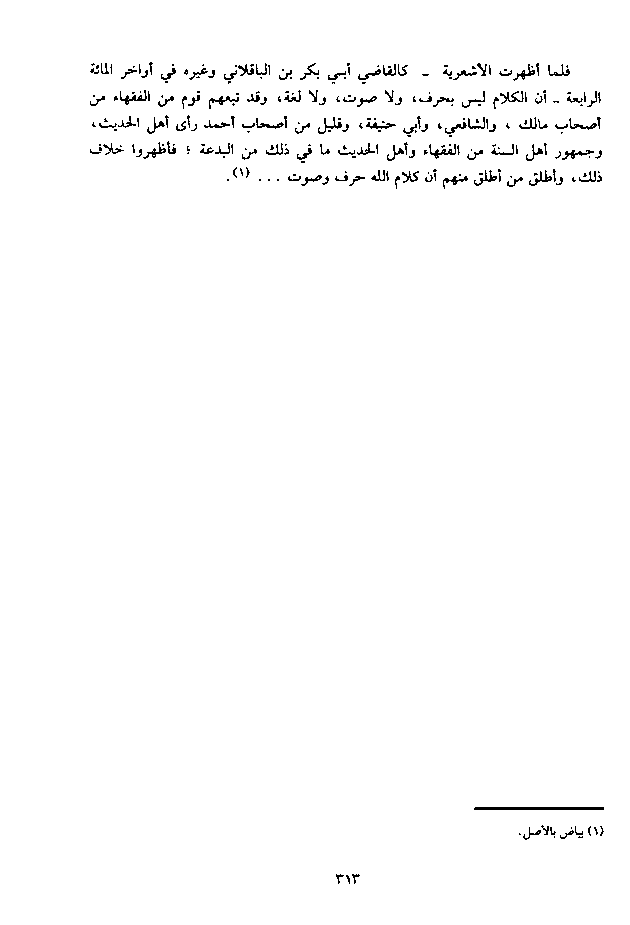 فلما أظهرت الأشعرية ــ كالقاضي أبي بكر بن الباقلاني وغيره في أواخر المائة
الرابعة ــ أن الكلام ليس بحرف، ولا صوت، ولا لغة، وقد تبعهم قوم من الفقهاء من
أصحاب مالك ، والشافعي، وأبي حنيفة، وقليل من أصحاب أحمد رأى أهل الحديث،
وجمهور أهل السنة من الفقهاء وأهل الحديث ما في ذلك من البدعة ؛ فأظهروا خلاف
ذلك، وأطلق من أطلق منهم أن كلام الله حرف وصوت . . . (١).
(١) بياض بالأصل.
٣١٣